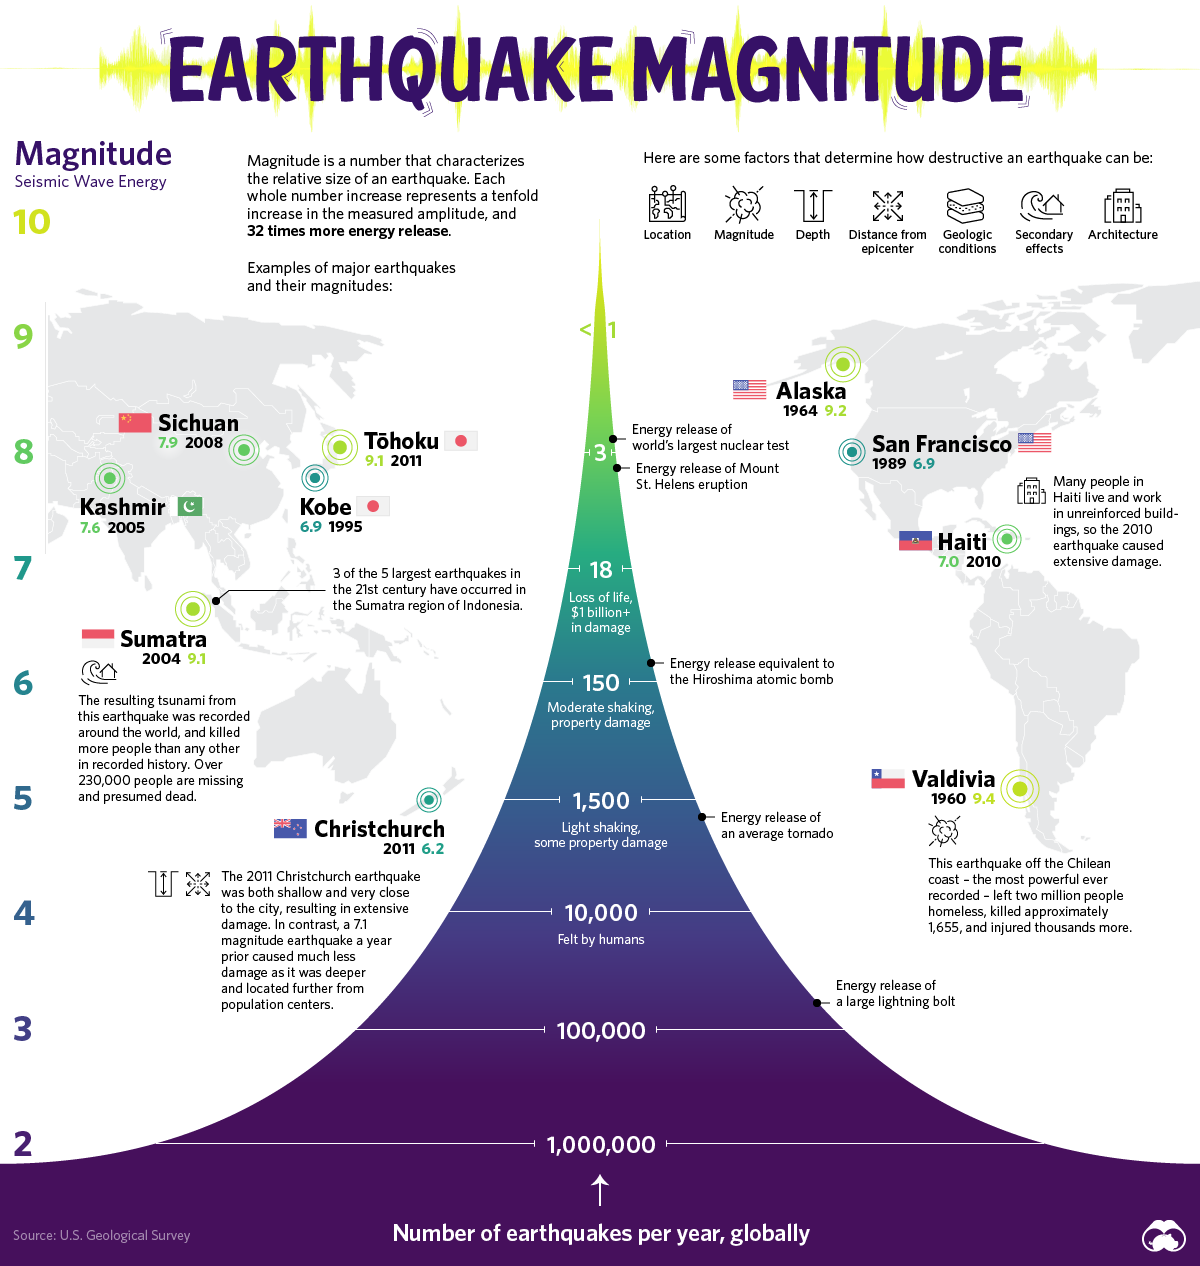 EARTHQUAKE MAGNITUDE
Magnitude
Seismic Wave Energy
10
9
8
7
6
5
4
3
2
Magnitude is a number that characterizes
the relative size of an earthquake. Each
whole number increase represents a tenfold
increase in the measured amplitude, and
32 times more energy release.
Examples of major earthquakes
and their magnitudes:
Here are some factors that determine how destructive an earthquake can be:
Location
Magnitude
Depth
Distance from
epicenter
Geologic
conditions
Secondary
effects
Architecture
Sichuan
7.9 2008
Tōhoku
9.1 2011
Kashmir
7.6 2005
Kobe
6.9 1995
3 of the 5 largest earthquakes in
the 21st century have occurred in
the Sumatra region of Indonesia.
Sumatra
2004 9.1
The resulting tsunami from
this earthquake was recorded
around the world, and killed
more people than any other
in recorded history. Over
230,000 people are missing
and presumed dead.
Christchurch
2011 6.2
The 2011 Christchurch earthquake
was both shallow and very close
to the city, resulting in extensive
damage. In contrast, a 7.1
magnitude earthquake a year
prior caused much less
damage as it was deeper
and located further from
population centers.
< 1
3
18
Loss of life,
$1 billion+
in damage
150
Moderate shaking,
property damage
1,500
Light shaking,
some property damage
10,000
Felt by humans
100,000
1,000,000
Number of earthquakes per year, globally
Energy release of
world's largest nuclear test
Energy release of Mount
St. Helens eruption
Energy release equivalent to
the Hiroshima atomic bomb
Energy release of
an average tornado
Energy release of
a large lightning bolt
Alaska
1964 9.2
San Francisco
1989 6.9
Many people in
Haiti live and work
in unreinforced build-
ings, so the 2010
earthquake caused
extensive damage.
Haiti
7.0 2010
Valdivia
1960 9.4
This earthquake off the Chilean
coast – the most powerful ever
recorded – left two million people
homeless, killed approximately
1,655, and injured thousands more.
Source: U.S. Geological Survey